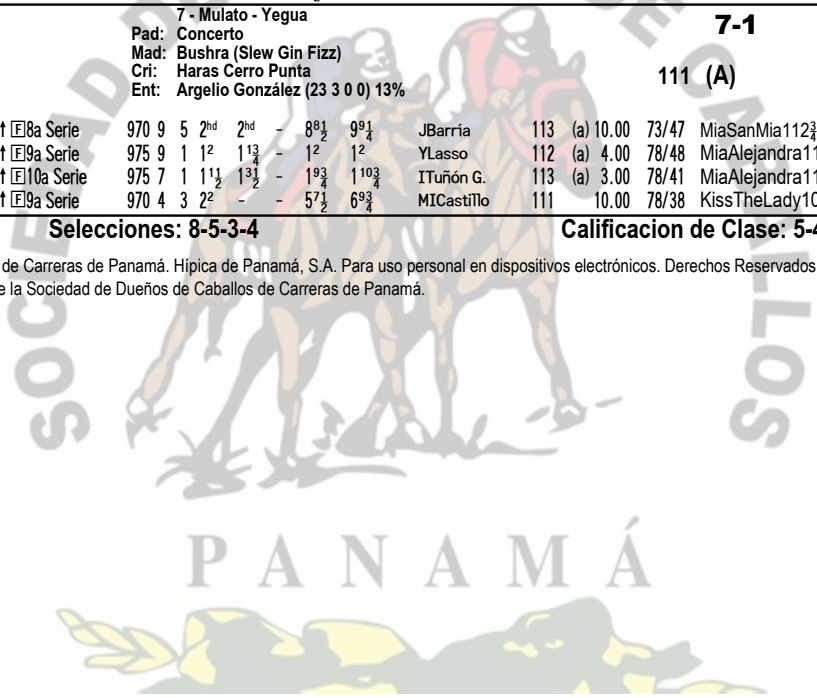 7 - Mulato - Yegua
Pad: Concerto
Mad: Bushra (Slew Gin Fizz)
Cri: Haras Cerro Punta
Ent: Argelio González (23 3 0 0) 13%
7-1
111 (A)
↑ F 8a Serie 970 9 5 2hd 2hd - 8 8½ 9 9¼ JBarría 113 (a) 10.00 73/47 MiaSanMia112¾
↑ F 9a Serie 975 9 1 1² 1 1¾ - 1² 1² YLasso 112 (a) 4.00 78/48 MiaAlejandra11
↑ F 10a Serie 975 7 1 1 1½ 1 3½ - 1 9¾ 1 10¾ ITuñón G. 113 (a) 3.00 78/41 MiaAlejandra11
↑ F 9a Serie 970 4 3 2² - - 5 7½ 6 9¾ MICastillo 111 10.00 78/38 KissTheLady10
Selecciones: 8-5-3-4 Calificacion de Clase: 5-4
de Carreras de Panamá. Hípica de Panamá, S.A. Para uso personal en dispositivos electrónicos. Derechos Reservados
e la Sociedad de Dueños de Caballos de Carreras de Panamá.
SOCIEDAD D
E CABALLOS
PANAMÁ